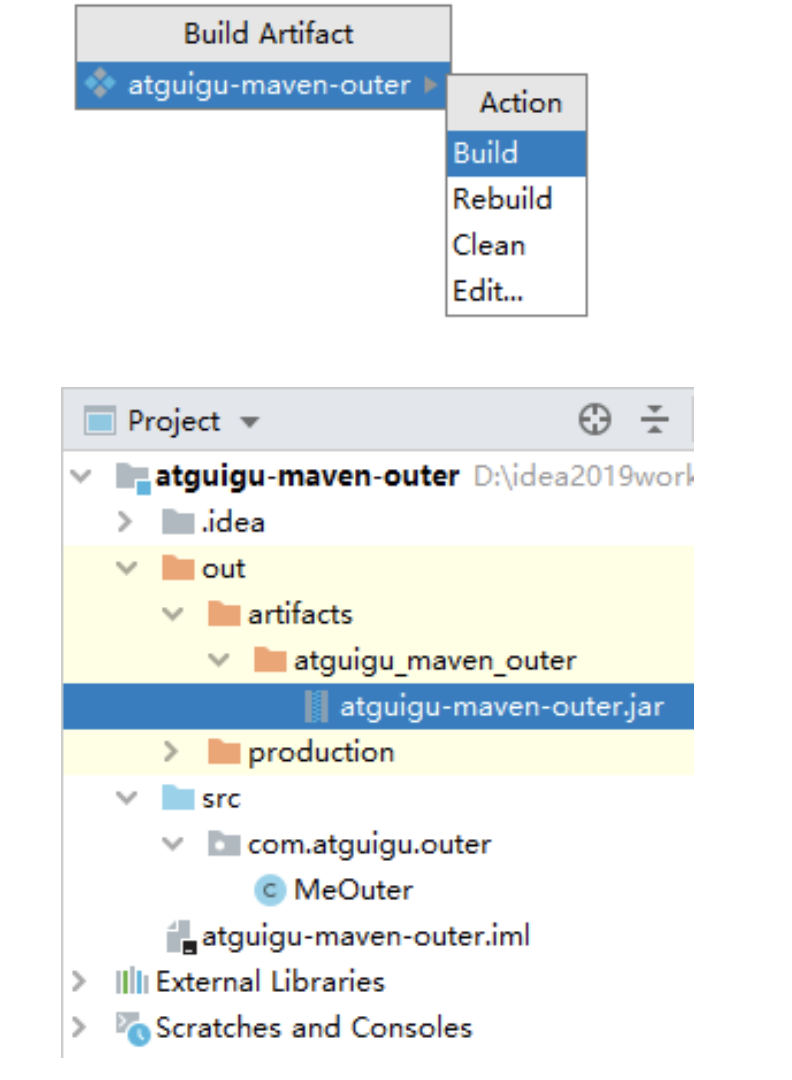 Build Artifact
atguigu-maven-outer
Action
Build
Rebuild
Clean
Edit...
Project
atguigu-maven-outer D:\idea2019work
.idea
out
artifacts
atguigu_maven_outer
atguigu-maven-outer.jar
production
src
com.atguigu.outer
C MeOuter
atguigu-maven-outer.iml
External Libraries
Scratches and Consoles